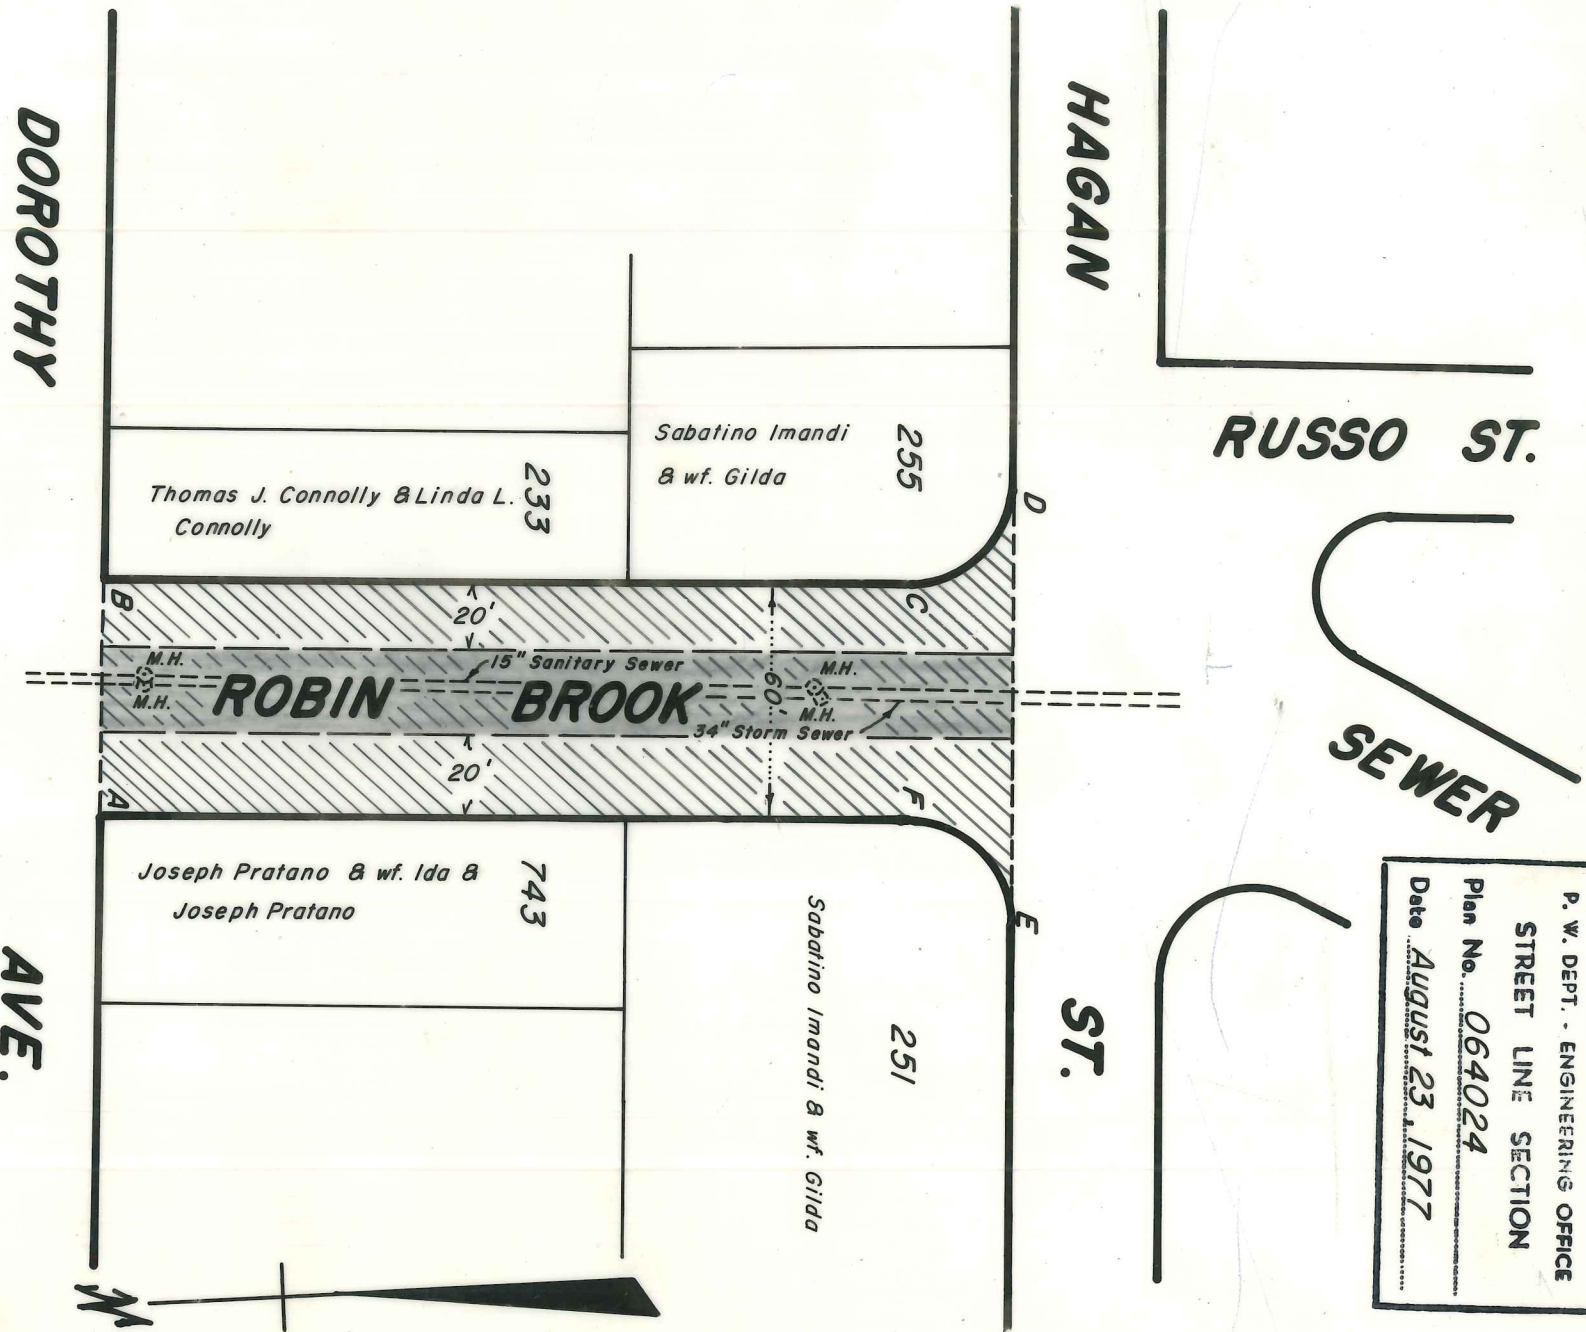 HAGAN ST.
RUSSO ST.
DOROTHY AVE.
Sabatino Imandi
& wf. Gilda
255
Thomas J. Connolly & Linda L.
Connolly
233
D
B
C
20'
M.H.
15" Sanitary Sewer
M.H.
ROBIN BROOK SEWER
60'
M.H.
M.H.
34" Storm Sewer
20'
A
F
E
Joseph Pratano & wf. Ida &
Joseph Pratano
743
Sabatino Imandi & wf. Gilda
251
P. W. DEPT. - ENGINEERING OFFICE
STREET LINE SECTION
Plan No. 064024
Date August 23, 1977
N